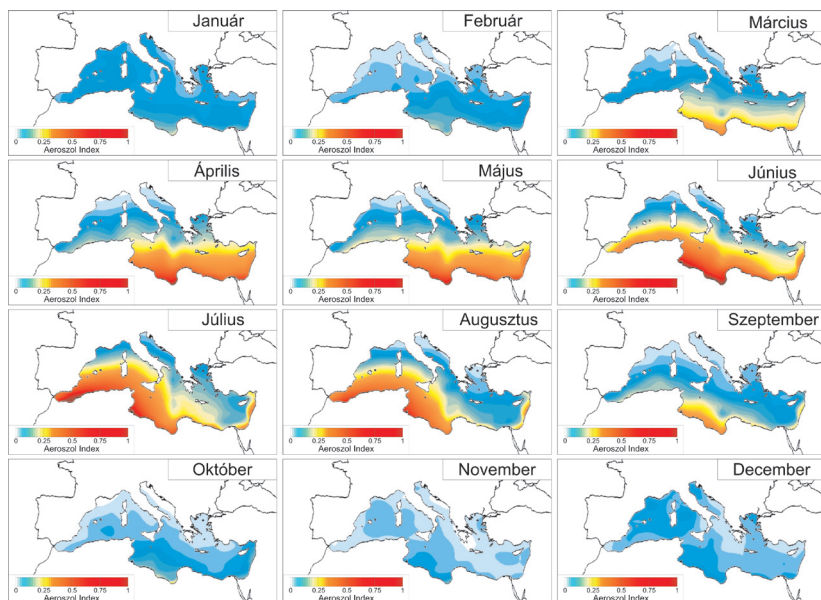 Január
0 0.25 0.5 0.75 1
Aeroszol Index
Február
0 0.25 0.5 0.75 1
Aeroszol Index
Március
0 0.25 0.5 0.75 1
Aeroszol Index
Április
0 0.25 0.5 0.75 1
Aeroszol Index
Május
0 0.25 0.5 0.75 1
Aeroszol Index
Június
0 0.25 0.5 0.75 1
Aeroszol Index
Július
0 0.25 0.5 0.75 1
Aeroszol Index
Augusztus
0 0.25 0.5 0.75 1
Aeroszol Index
Szeptember
0 0.25 0.5 0.75 1
Aeroszol Index
Október
0 0.25 0.5 0.75 1
Aeroszol Index
November
0 0.25 0.5 0.75 1
Aeroszol Index
December
0 0.25 0.5 0.75 1
Aeroszol Index